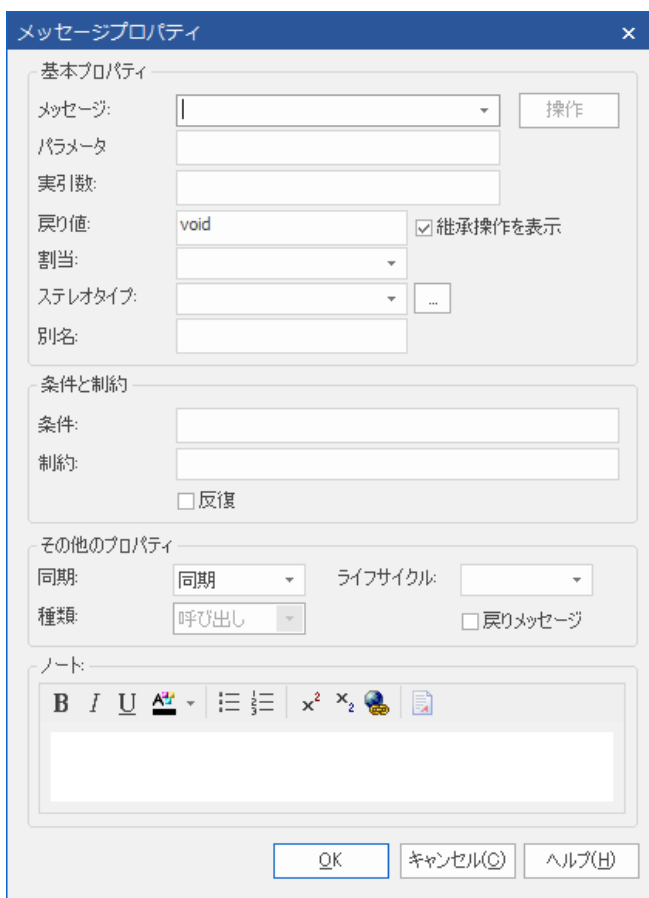 メッセージプロパティ
基本プロパティ
メッセージ: 操作
パラメータ
実引数:
戻り値: void 継承操作を表示
割当:
ステレオタイプ: ...
別名:
条件と制約
条件:
制約:
反復
その他のプロパティ
同期: 同期 ライフサイクル:
種類: 呼び出し 戻りメッセージ
ノート:
B I U A x² x₂
OK キャンセル(C) ヘルプ(H)